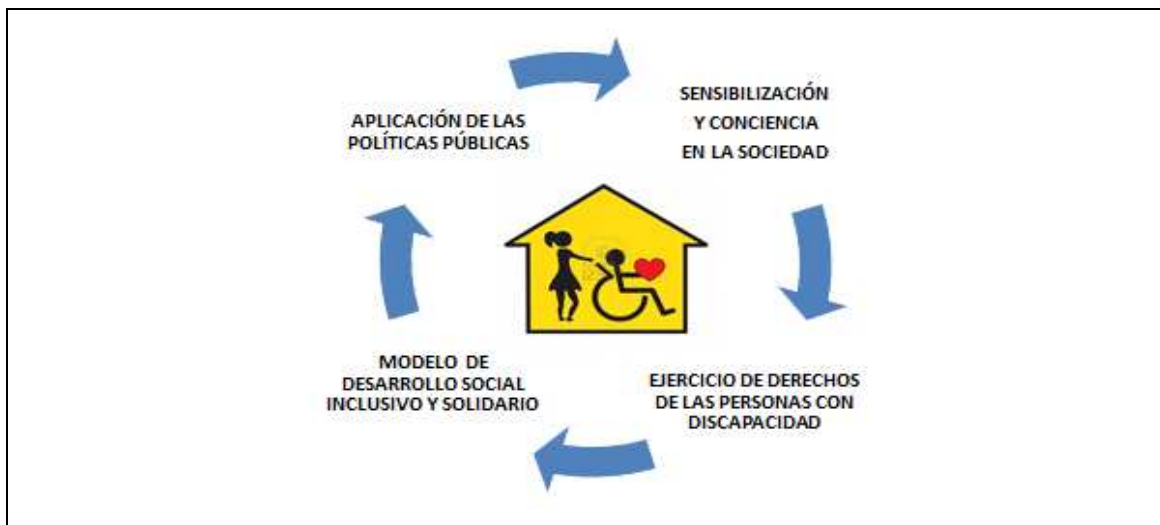 APLICACIÓN DE LAS
POLÍTICAS PÚBLICAS
SENSIBILIZACIÓN
Y CONCIENCIA
EN LA SOCIEDAD
EJERCICIO DE DERECHOS
DE LAS PERSONAS CON
DISCAPACIDAD
MODELO DE
DESARROLLO SOCIAL
INCLUSIVO Y SOLIDARIO